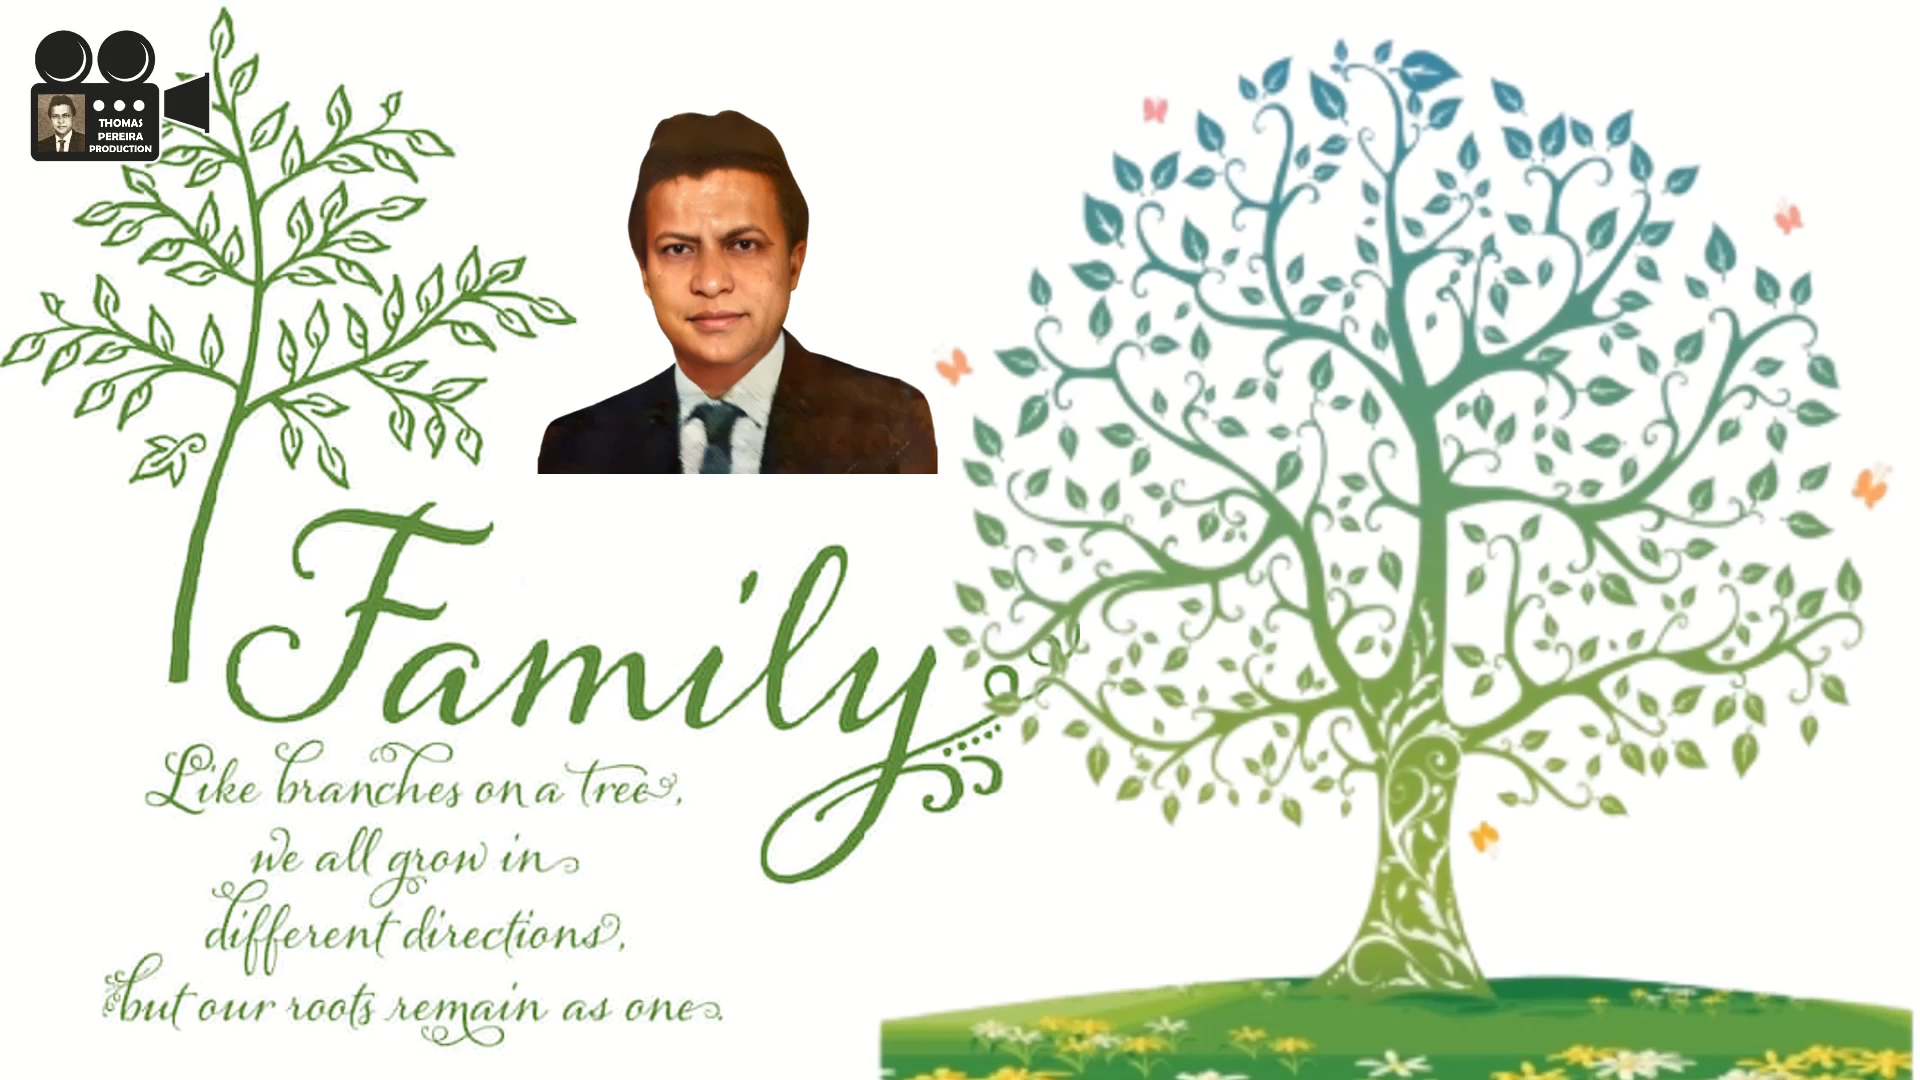 THOMAS
PEREIRA
PRODUCTION
Family
Like branches on a tree,
we all grow in
different directions,
but our roots remain as one.